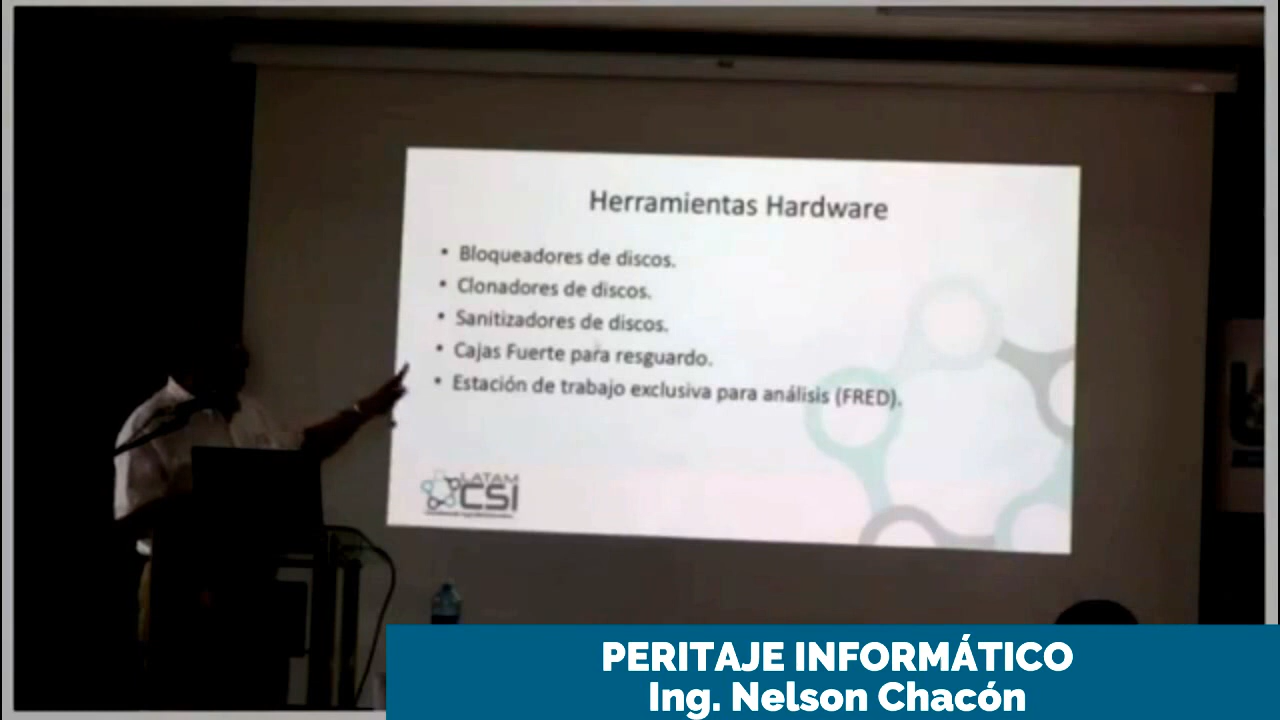 Herramientas Hardware
• Bloqueadores de discos.
• Clonadores de discos.
• Sanitizadores de discos.
• Cajas Fuerte para resguardo.
• Estación de trabajo exclusiva para análisis (FRED).
LATAM
CSI
PERITAJE INFORMÁTICO
Ing. Nelson Chacón